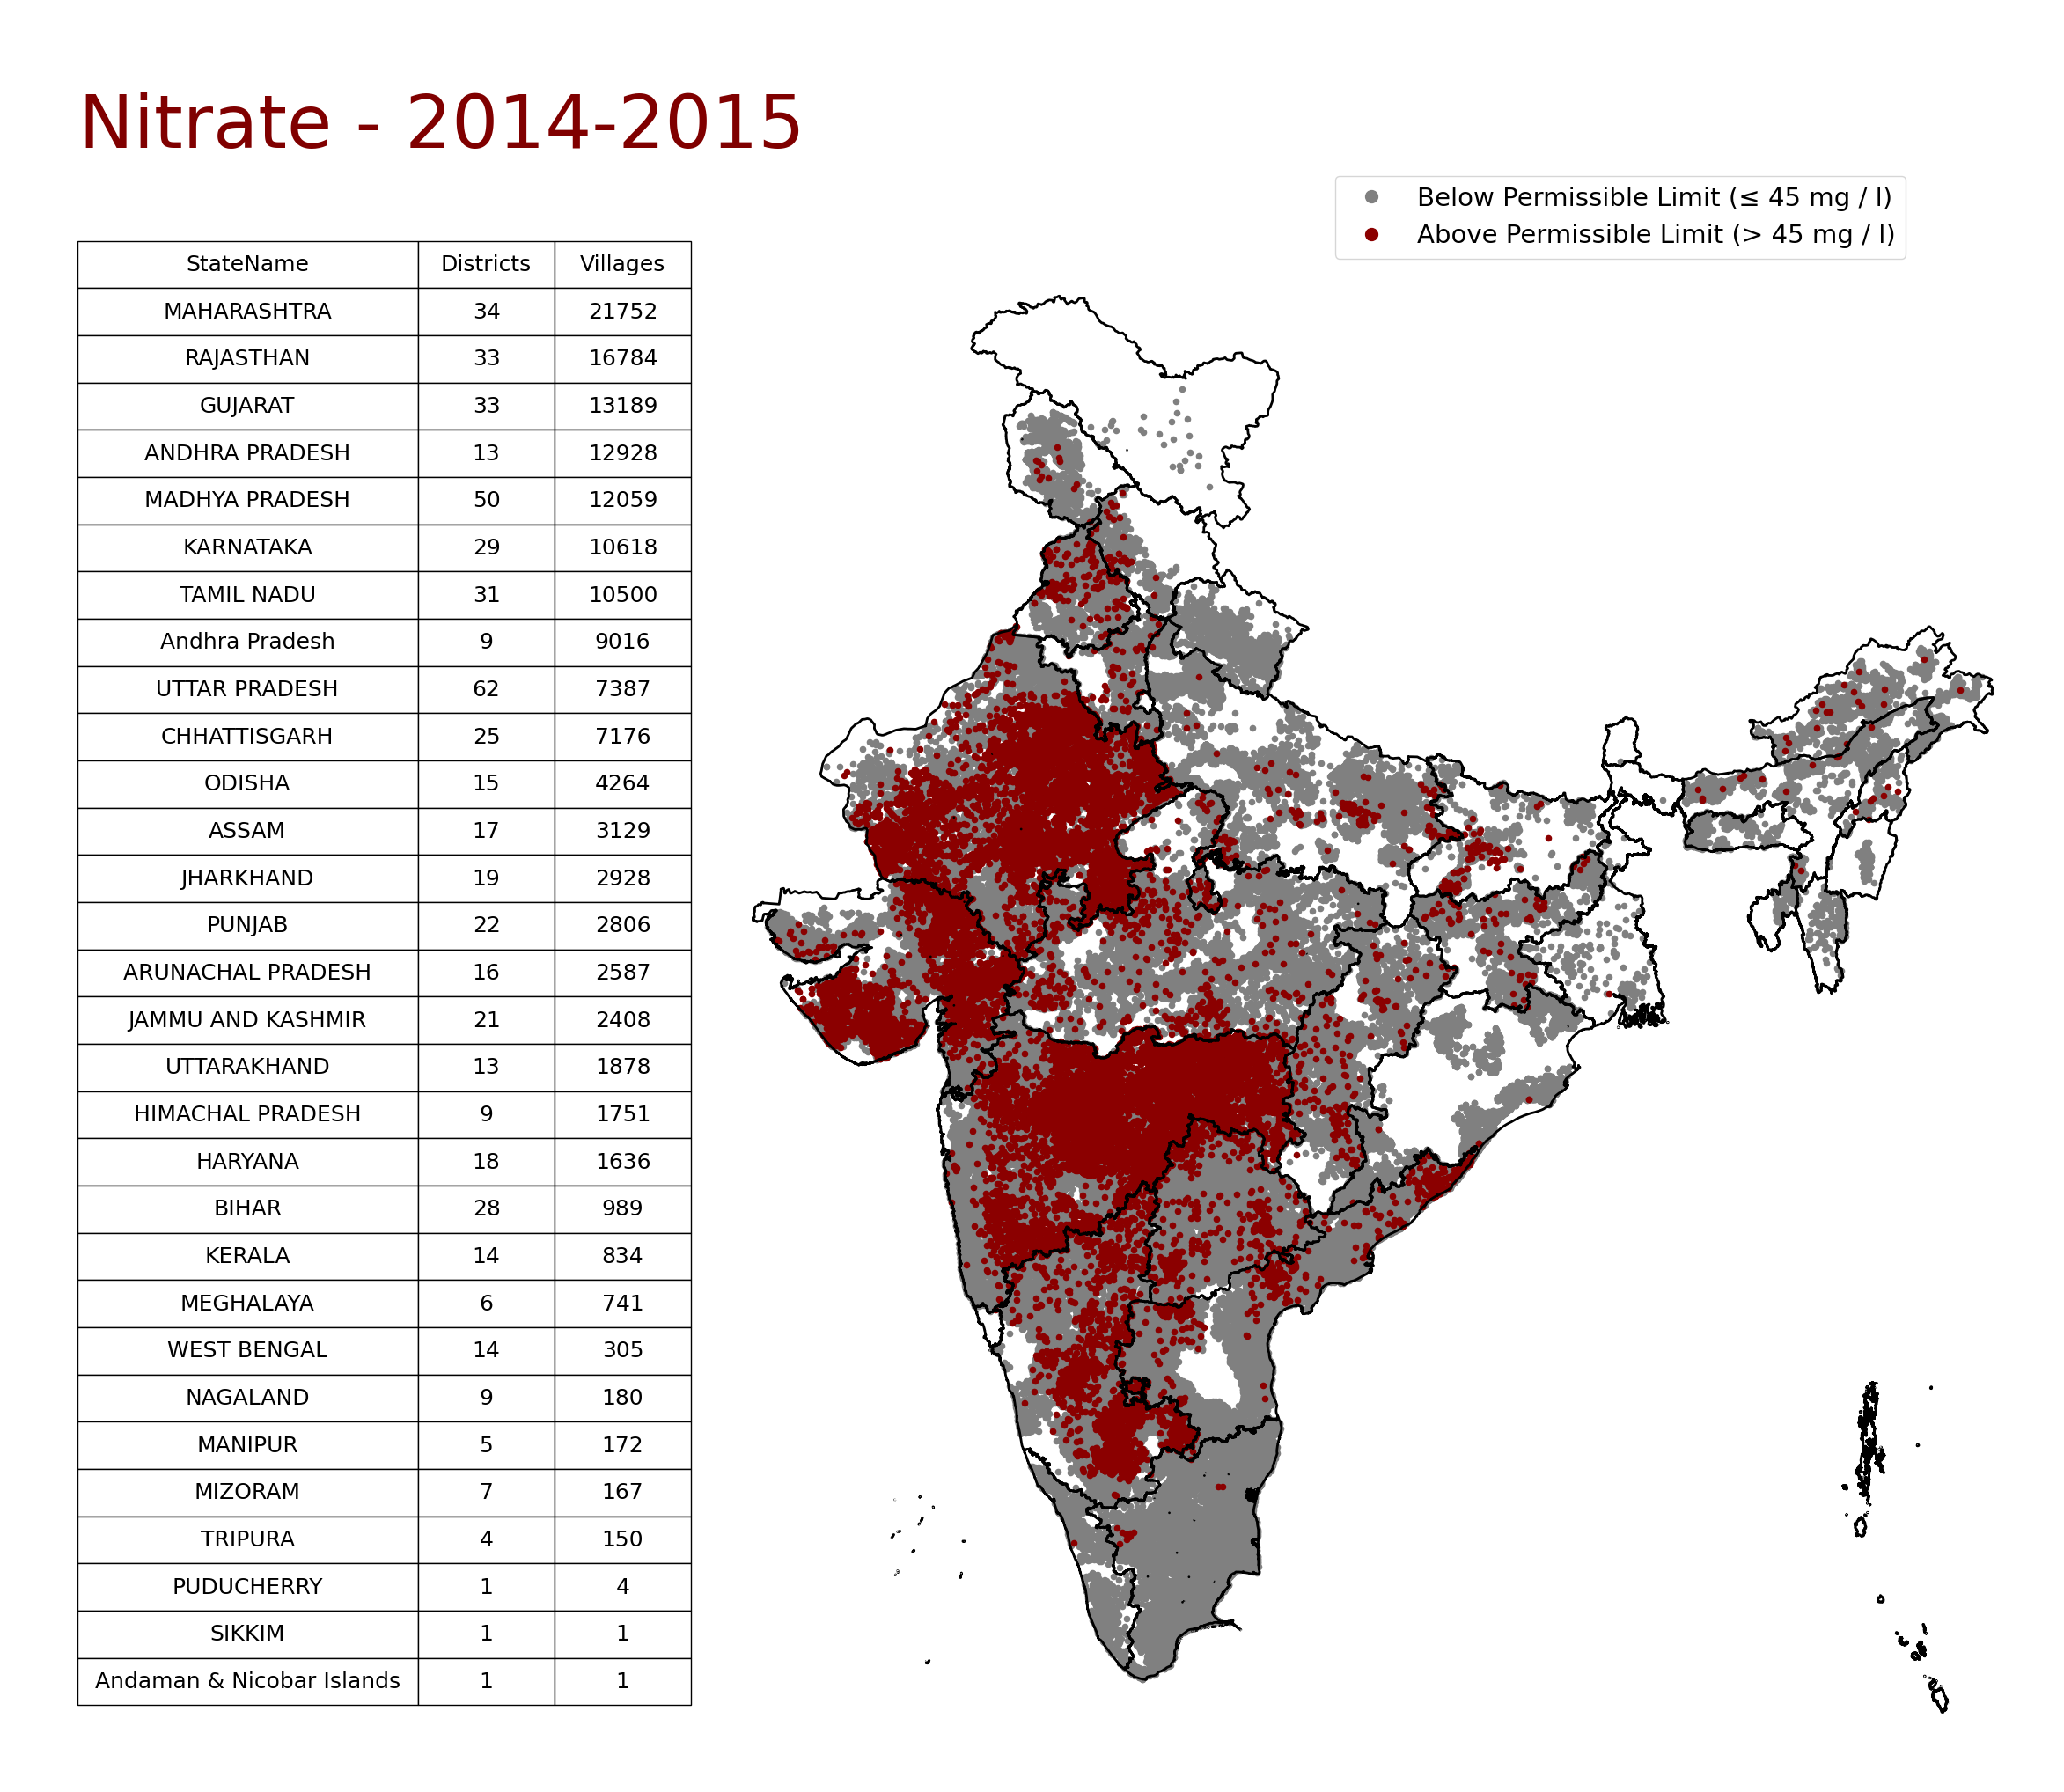 Nitrate - 2014-2015
Below Permissible Limit (≤ 45 mg / l)
Above Permissible Limit (> 45 mg / l)
StateName Districts Villages
MAHARASHTRA 34 21752
RAJASTHAN 33 16784
GUJARAT 33 13189
ANDHRA PRADESH 13 12928
MADHYA PRADESH 50 12059
KARNATAKA 29 10618
TAMIL NADU 31 10500
Andhra Pradesh 9 9016
UTTAR PRADESH 62 7387
CHHATTISGARH 25 7176
ODISHA 15 4264
ASSAM 17 3129
JHARKHAND 19 2928
PUNJAB 22 2806
ARUNACHAL PRADESH 16 2587
JAMMU AND KASHMIR 21 2408
UTTARAKHAND 13 1878
HIMACHAL PRADESH 9 1751
HARYANA 18 1636
BIHAR 28 989
KERALA 14 834
MEGHALAYA 6 741
WEST BENGAL 14 305
NAGALAND 9 180
MANIPUR 5 172
MIZORAM 7 167
TRIPURA 4 150
PUDUCHERRY 1 4
SIKKIM 1 1
Andaman & Nicobar Islands 1 1